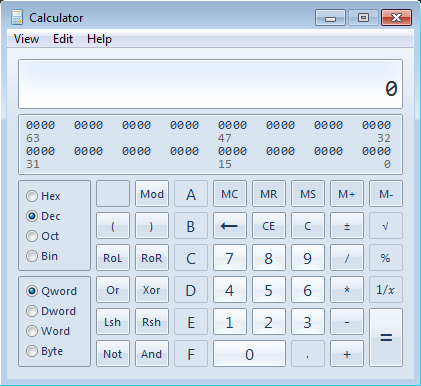 Calculator
View Edit Help
0
0000 0000 0000 0000 0000 0000 0000 0000
63 47 32
0000 0000 0000 0000 0000 0000 0000 0000
31 15 0
Hex Mod A MC MR MS M+ M-
Dec ( ) B ← CE C ± √
Oct RoL RoR C 7 8 9 / %
Bin
Qword Or Xor D 4 5 6 * 1/x
Dword Lsh Rsh E 1 2 3 - =
Word
Byte Not And F 0 . +